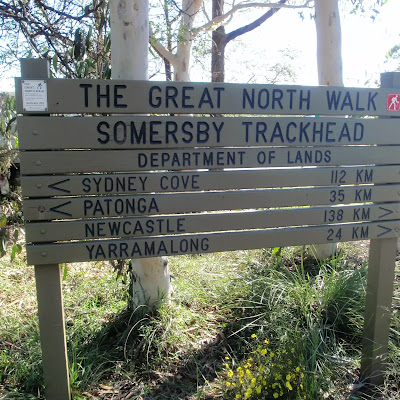 THE GREAT NORTH WALK
SOMERSBY TRACKHEAD
DEPARTMENT OF LANDS
< SYDNEY COVE 112 KM
< PATONGA 35 KM
NEWCASTLE 138 KM >
YARRAMALONG 24 KM >